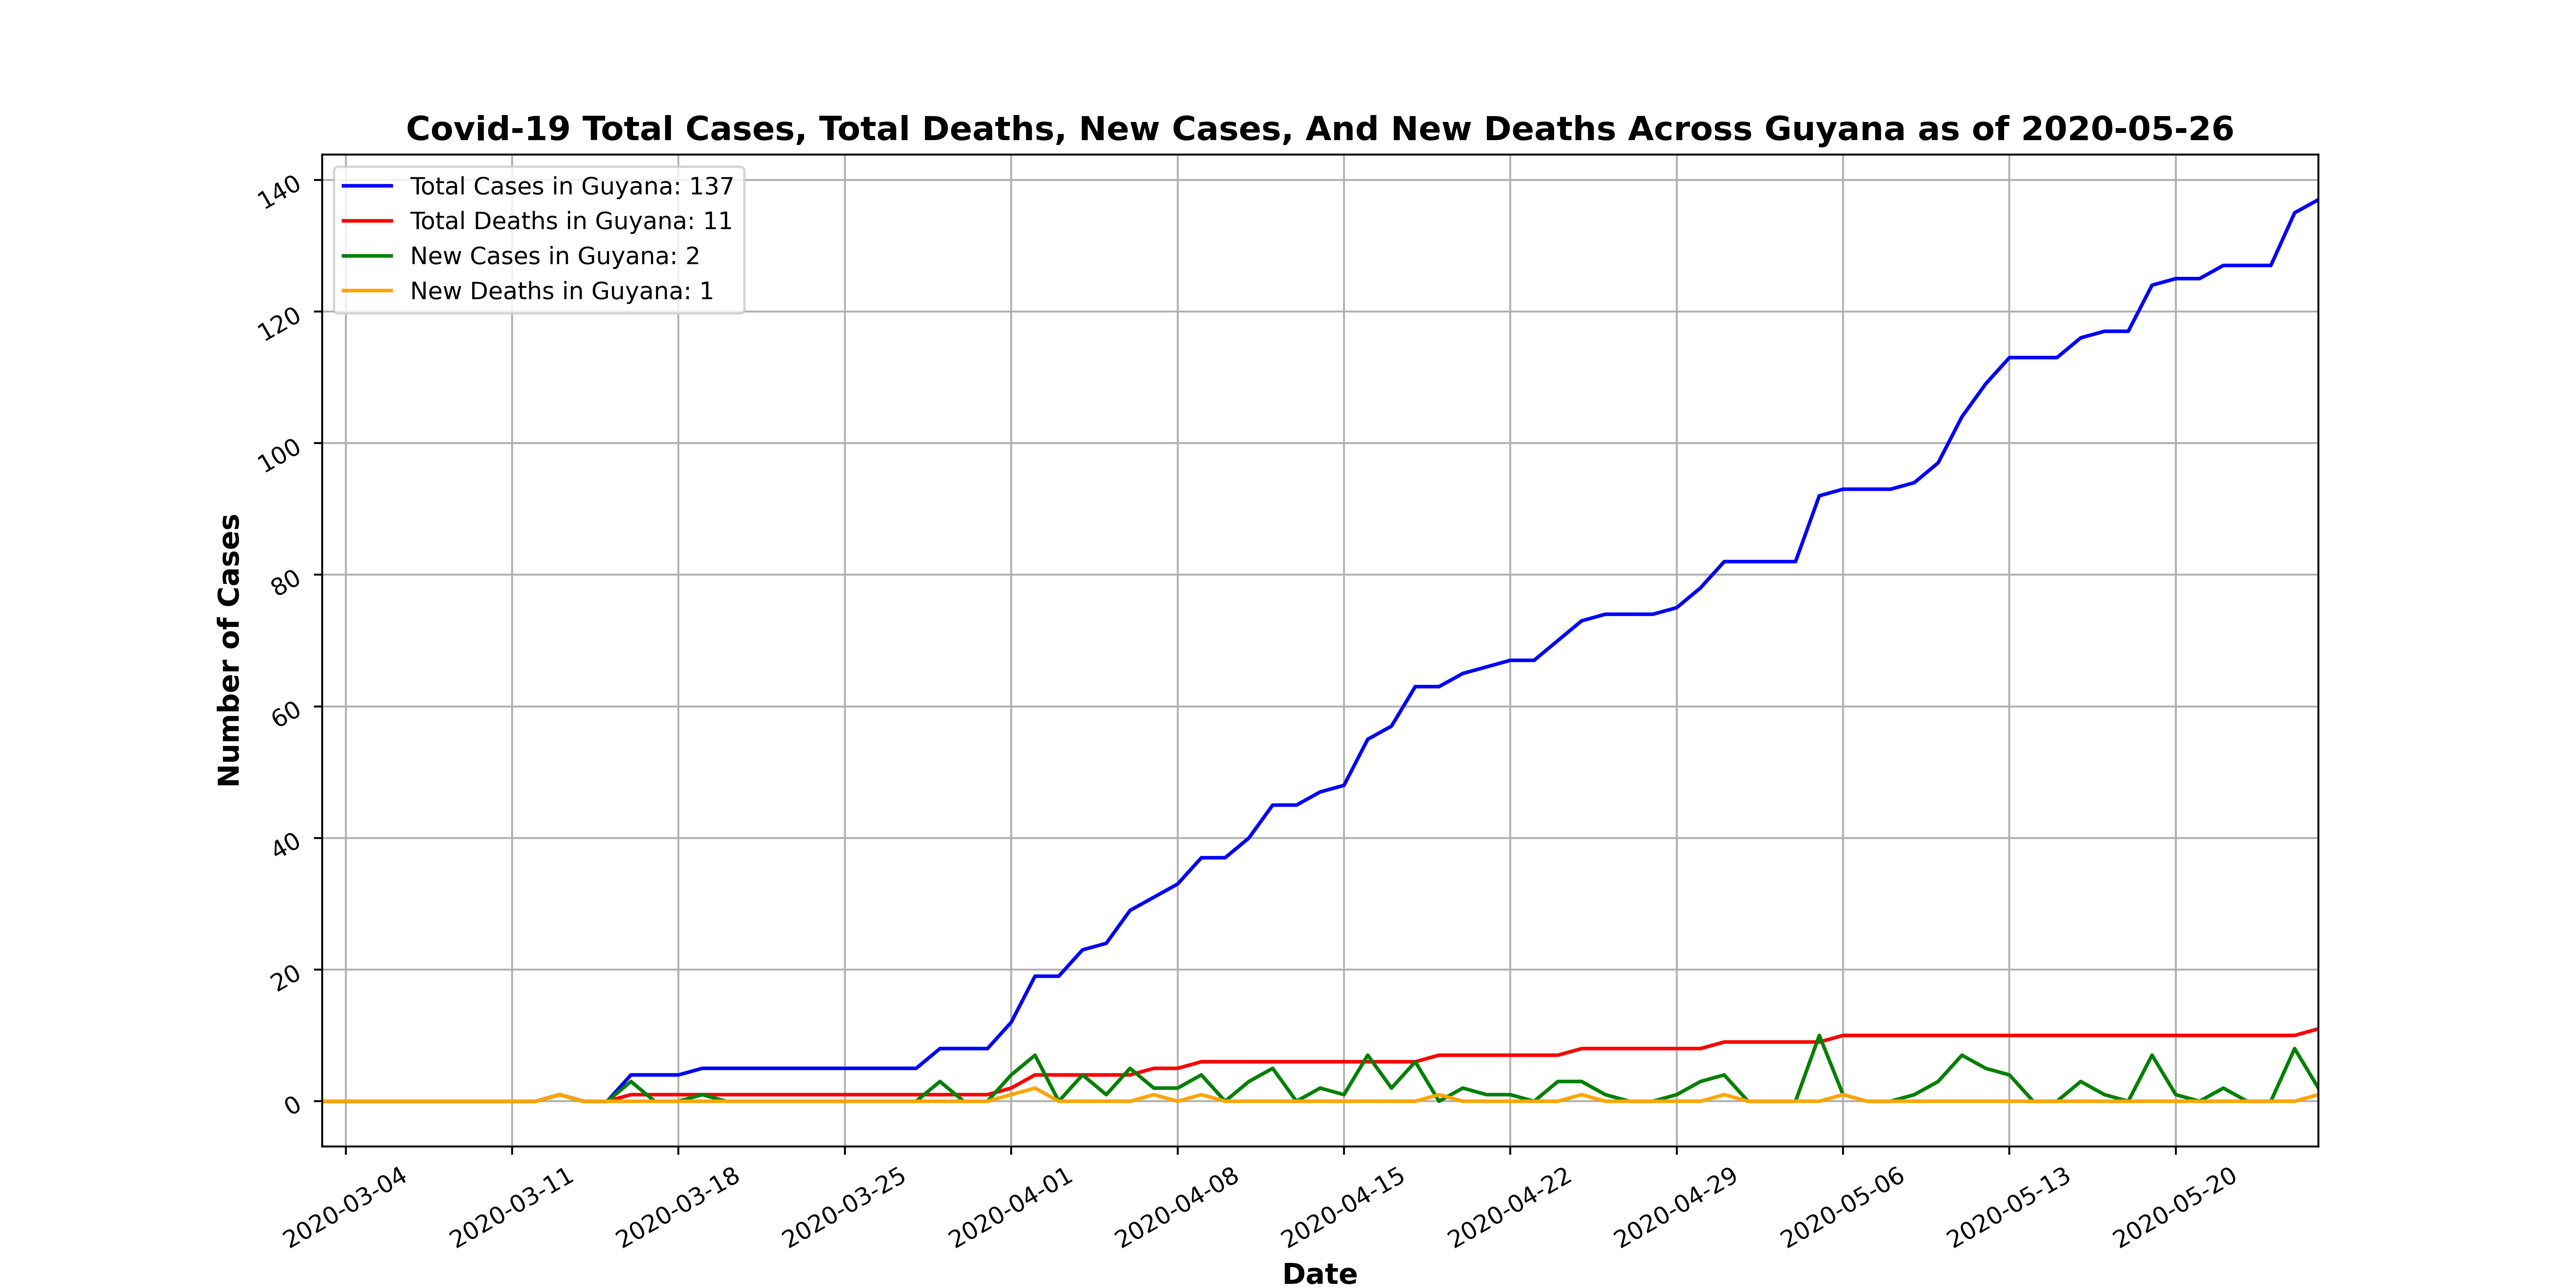 Covid-19 Total Cases, Total Deaths, New Cases, And New Deaths Across Guyana as of 2020-05-26
Total Cases in Guyana: 137
Total Deaths in Guyana: 11
New Cases in Guyana: 2
New Deaths in Guyana: 1
Number of Cases
140
120
100
80
60
40
20
0
2020-03-04
2020-03-11
2020-03-18
2020-03-25
2020-04-01
2020-04-08
2020-04-15
2020-04-22
2020-04-29
2020-05-06
2020-05-13
2020-05-20
Date